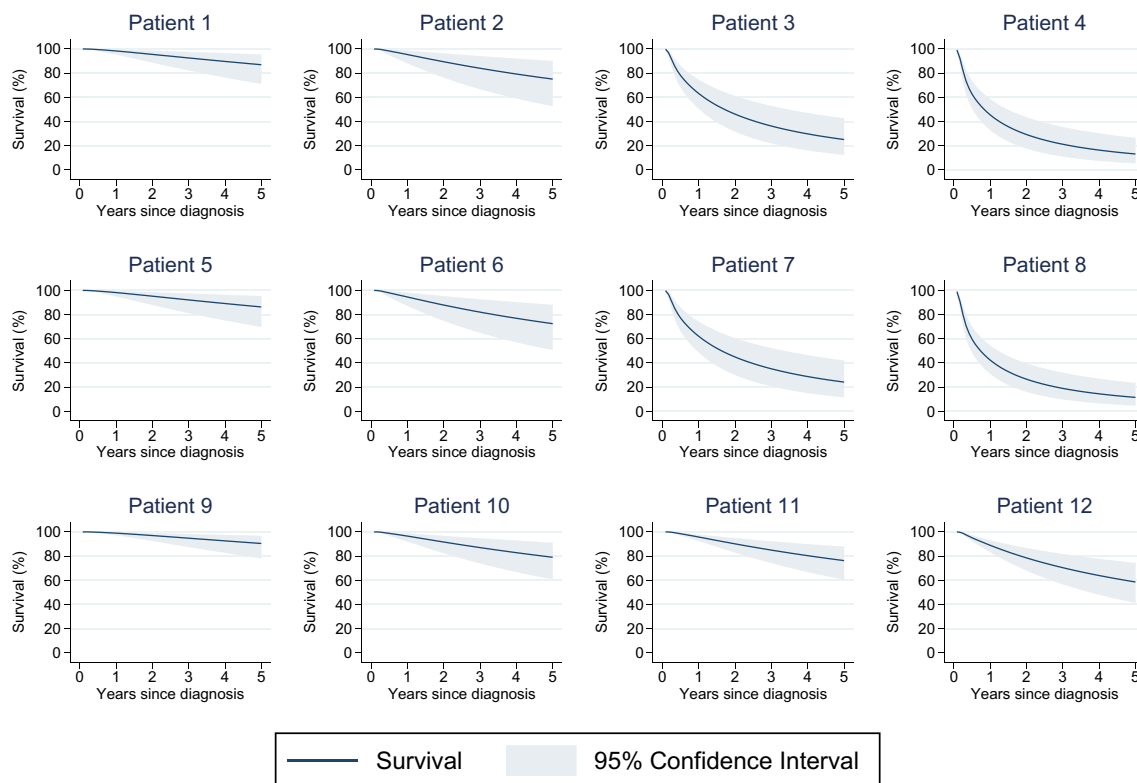 Patient 1 Patient 2 Patient 3 Patient 4
100 100 100 100
80 80 80 80
60 60 60 60
40 40 40 40
20 20 20 20
0 0 0 0
Survival (%) Survival (%) Survival (%) Survival (%)
0 1 2 3 4 5 0 1 2 3 4 5 0 1 2 3 4 5 0 1 2 3 4 5
Years since diagnosis Years since diagnosis Years since diagnosis Years since diagnosis
Patient 5 Patient 6 Patient 7 Patient 8
100 100 100 100
80 80 80 80
60 60 60 60
40 40 40 40
20 20 20 20
0 0 0 0
Survival (%) Survival (%) Survival (%) Survival (%)
0 1 2 3 4 5 0 1 2 3 4 5 0 1 2 3 4 5 0 1 2 3 4 5
Years since diagnosis Years since diagnosis Years since diagnosis Years since diagnosis
Patient 9 Patient 10 Patient 11 Patient 12
100 100 100 100
80 80 80 80
60 60 60 60
40 40 40 40
20 20 20 20
0 0 0 0
Survival (%) Survival (%) Survival (%) Survival (%)
0 1 2 3 4 5 0 1 2 3 4 5 0 1 2 3 4 5 0 1 2 3 4 5
Years since diagnosis Years since diagnosis Years since diagnosis Years since diagnosis
Survival 95% Confidence Interval